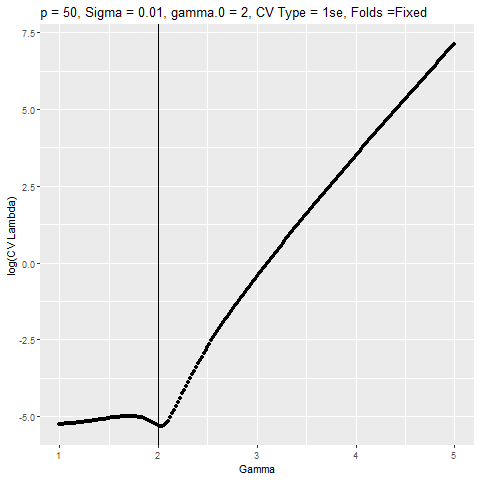 p = 50, Sigma = 0.01, gamma.0 = 2, CV Type = 1se, Folds =Fixed
7.5
5.0
2.5
0.0
-2.5
-5.0
log(CV Lambda)
1 2 3 4 5
Gamma